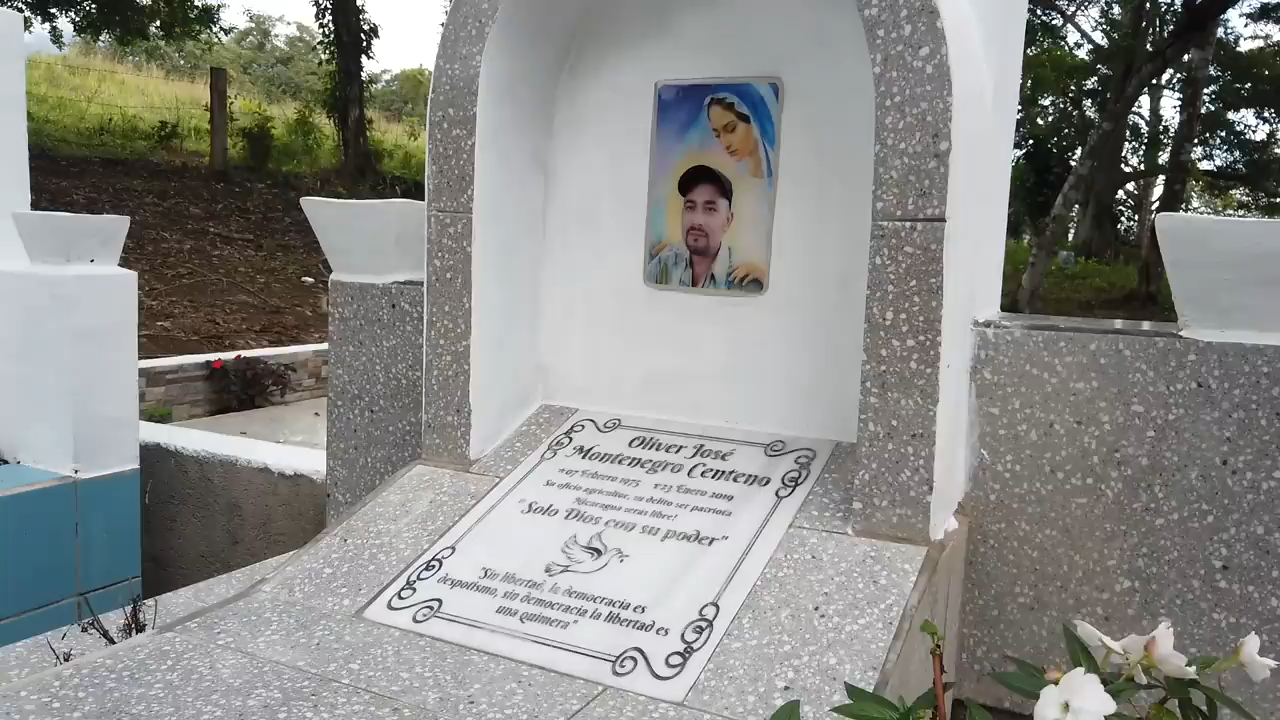 Oliver José
Montenegro Centeno
*07 Febrero 1975 ✝23 Enero 2019
Su oficio agricultor, su delito ser patriota
Nicaragua serás libre!
"Solo Dios con su poder"
"Sin libertad, la democracia es
despotismo, sin democracia la libertad es
una quimera"